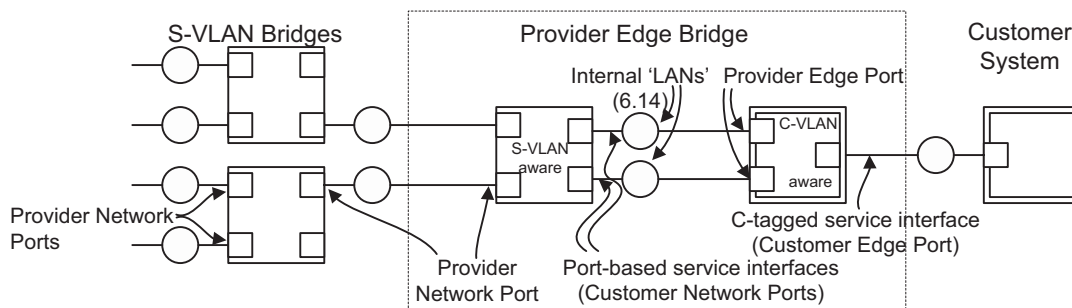 S-VLAN Bridges
Provider Edge Bridge
Customer
System
Internal ‘LANs’
(6.14)
Provider Edge Port
S-VLAN
aware
C-VLAN
aware
Provider Network
Ports
Provider
Network Port
Port-based service interfaces
(Customer Network Ports)
C-tagged service interface
(Customer Edge Port)